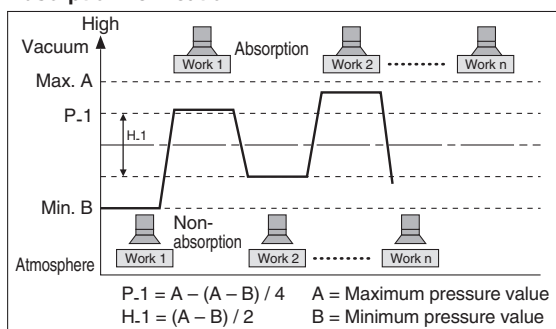 High
Vacuum
Work 1 Absorption Work 2 Work n
Max. A
P_1
H_1
Min. B
Non-
absorption
Work 1 Work 2 Work n
Atmosphere
P_1 = A – (A – B) / 4 A = Maximum pressure value
H_1 = (A – B) / 2 B = Minimum pressure value